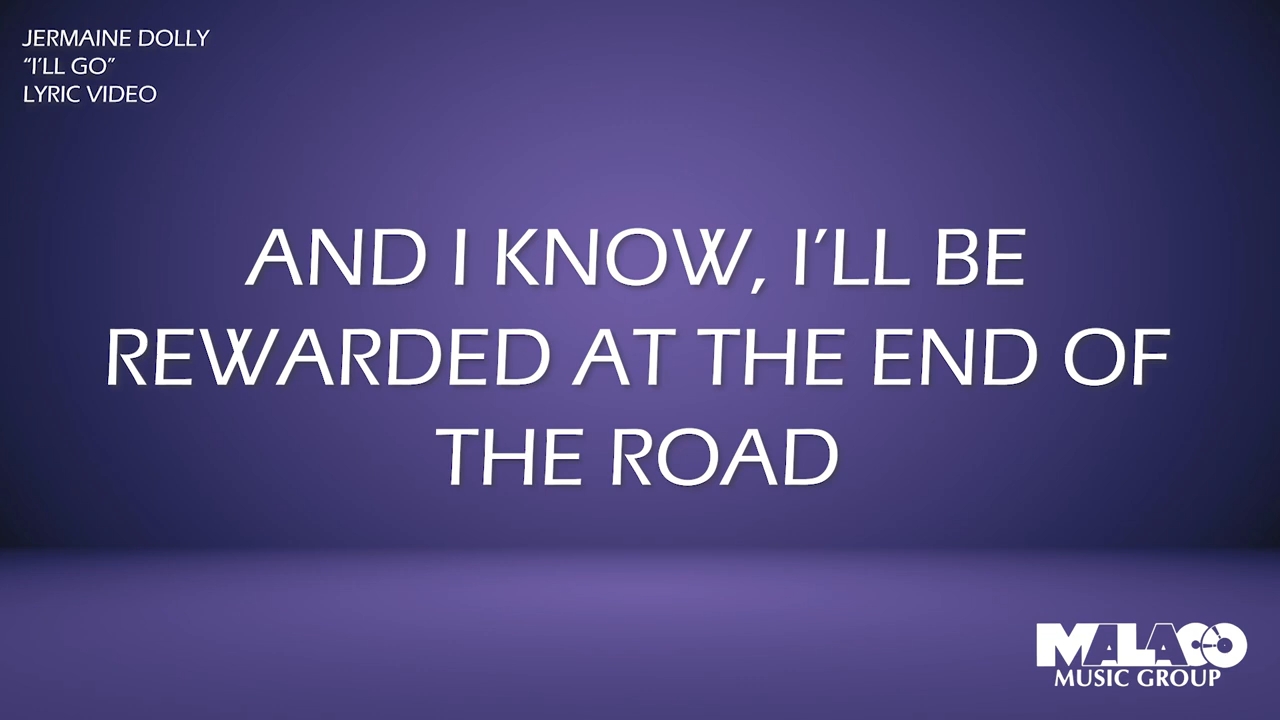 JERMAINE DOLLY
“I’LL GO”
LYRIC VIDEO
AND I KNOW, I’LL BE
REWARDED AT THE END OF
THE ROAD
MALACO
MUSIC GROUP